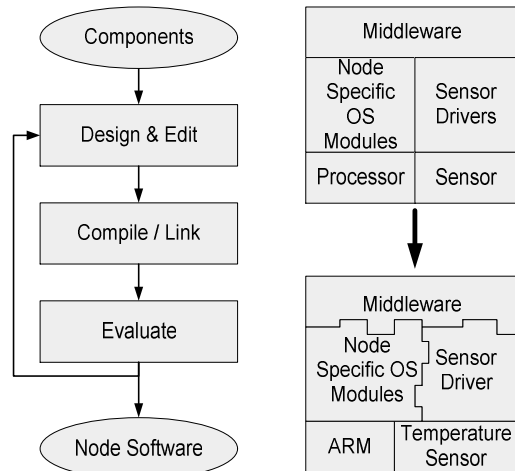 Components
Design & Edit
Compile / Link
Evaluate
Node Software
Middleware
Node
Specific
OS
Modules
Sensor
Drivers
Processor
Sensor
Middleware
Node
Specific OS
Modules
Sensor
Driver
ARM
Temperature
Sensor